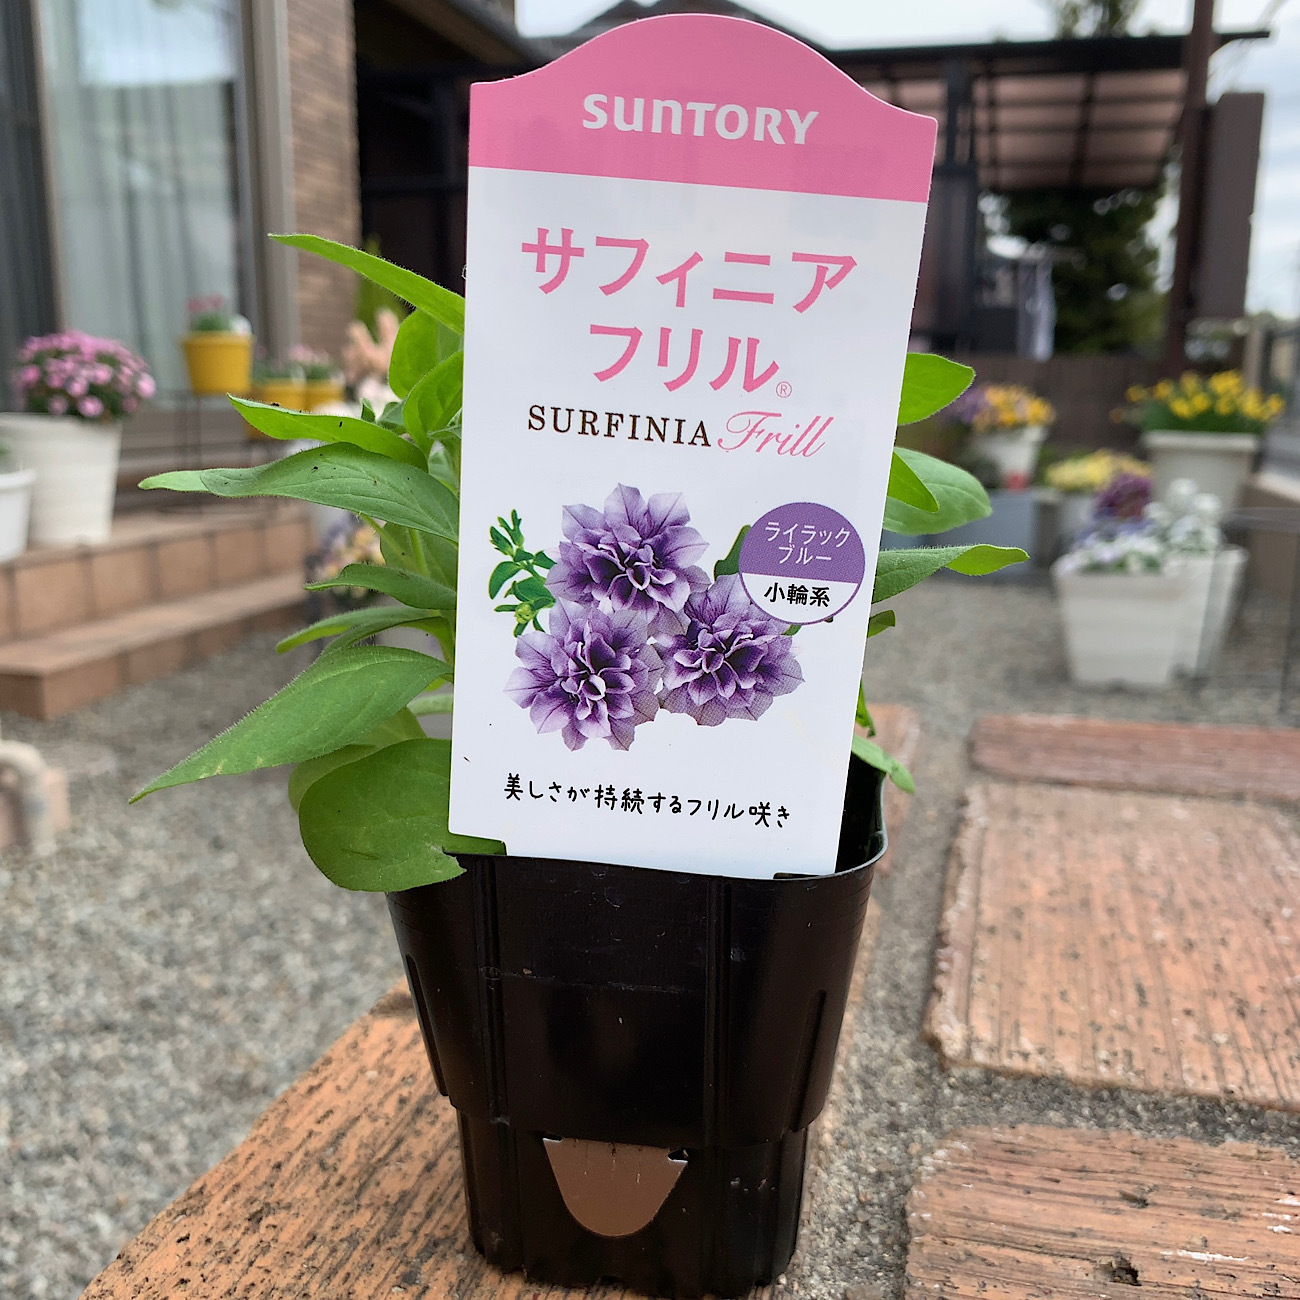 SUNTORY
サフィニア
フリル®
SURFINIA Frill
ライラック
ブルー
小輪系
美しさが持続するフリル咲き